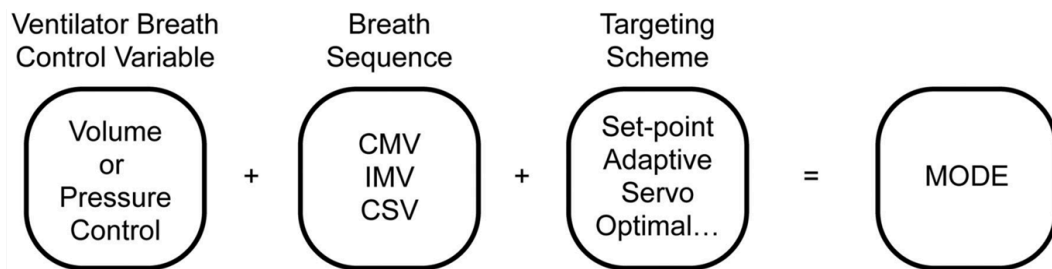 Ventilator Breath
Control Variable
Breath
Sequence
Targeting
Scheme
Volume
or
Pressure
Control
+
CMV
IMV
CSV
+
Set-point
Adaptive
Servo
Optimal...
=
MODE